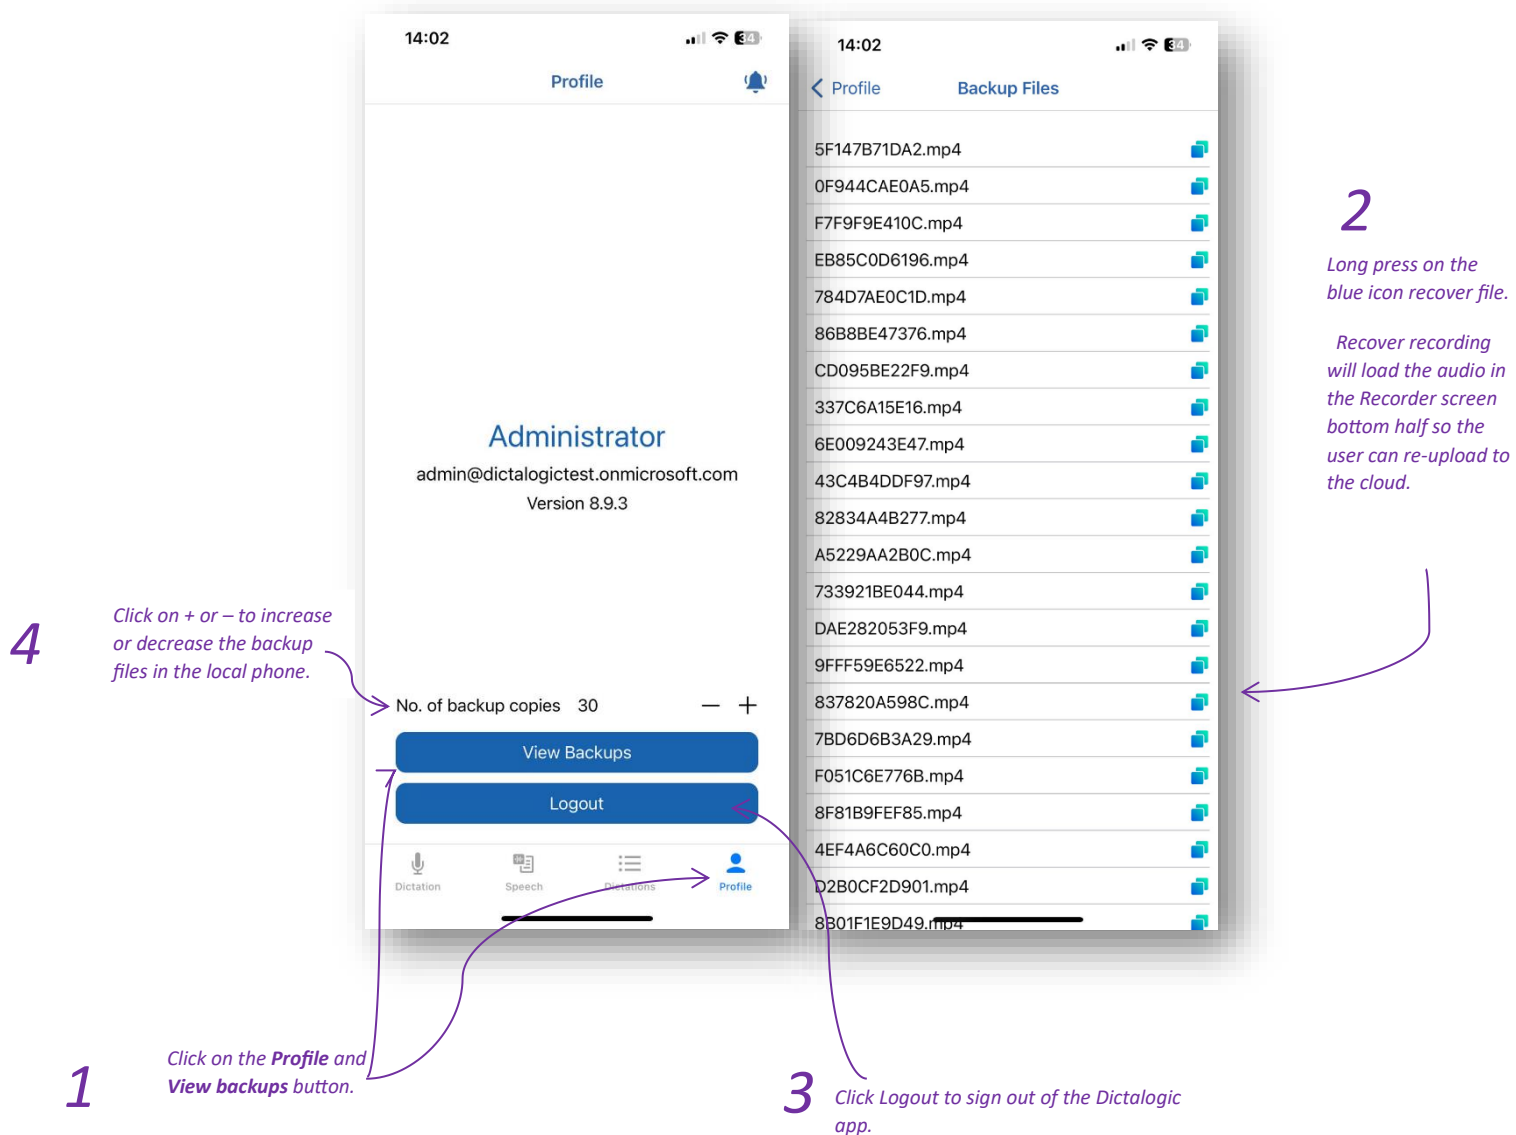 14:02
34
Profile
Administrator
admin@dictalogictest.onmicrosoft.com
Version 8.9.3
No. of backup copies 30
View Backups
Logout
Dictation
Speech
Dictations
Profile
14:02
34
Profile
Backup Files
5F147B71DA2.mp4
0F944CAE0A5.mp4
F7F9F9E410C.mp4
EB85C0D6196.mp4
784D7AE0C1D.mp4
86B8BE47376.mp4
CD095BE22F9.mp4
337C6A15E16.mp4
6E009243E47.mp4
43C4B4DDF97.mp4
82834A4B277.mp4
A5229AA2B0C.mp4
733921BE044.mp4
DAE282053F9.mp4
9FFF59E6522.mp4
837820A598C.mp4
7BD6D6B3A29.mp4
F051C6E776B.mp4
8F81B9FEF85.mp4
4EF4A6C60C0.mp4
D2B0CF2D901.mp4
8B01F1E9D49.mp4
2
Long press on the
blue icon recover file.
Recover recording
will load the audio in
the Recorder screen
bottom half so the
user can re-upload to
the cloud.
4
Click on + or – to increase
or decrease the backup
files in the local phone.
1
Click on the Profile and
View backups button.
3
Click Logout to sign out of the Dictalogic
app.